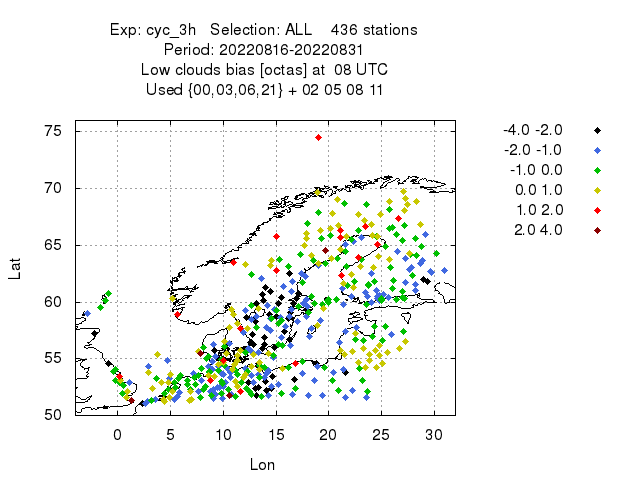 Exp: cyc_3h   Selection: ALL    436 stations
Period: 20220816-20220831
Low clouds bias [octas] at  08 UTC
Used {00,03,06,21} + 02 05 08 11
-4.0 -2.0
-2.0 -1.0
-1.0 0.0
0.0 1.0
1.0 2.0
2.0 4.0
75
70
65
60
55
50
Lat
0 5 10 15 20 25 30
Lon